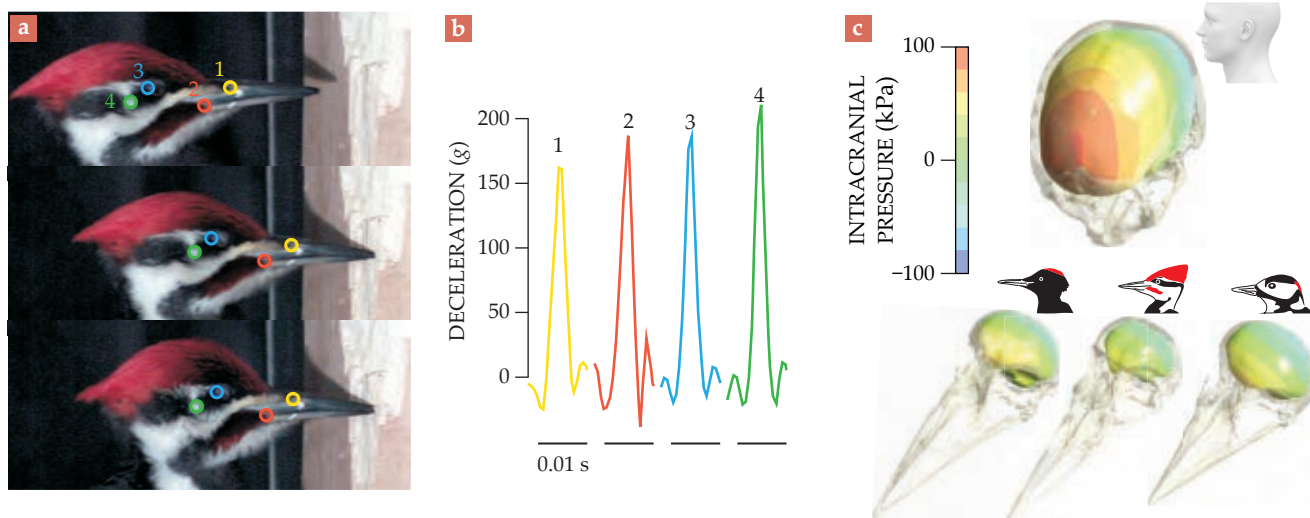 a
1
2
3
4
b
DECELERATION (g)
200
150
100
50
0
1
2
3
4
0.01 s
c
INTRACRANIAL
PRESSURE (kPa)
100
0
−100